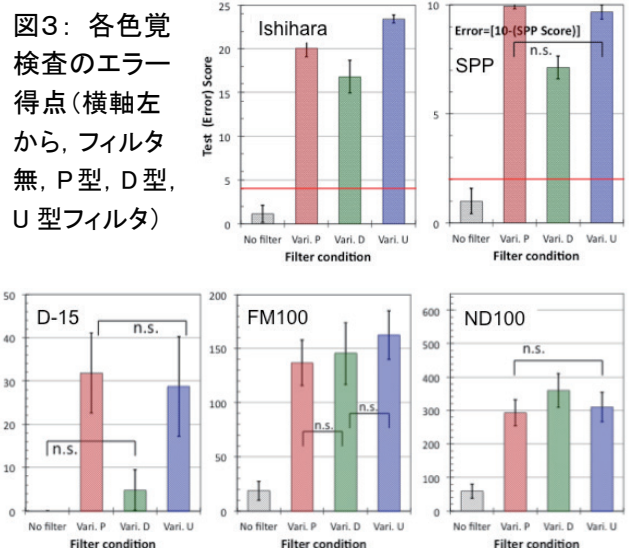 図3: 各色覚
検査のエラー
得点(横軸左
から, フィルタ
無, P型, D型,
U 型フィルタ)
Ishihara
Test (Error) Score
25
20
15
10
5
0
No filter Vari. P Vari. D Vari. U
Filter condition
SPP
Error=[10-(SPP Score)]
n.s.
10
5
0
No filter Vari. P Vari. D Vari. U
Filter condition
D-15
n.s.
n.s.
50
40
30
20
10
0
No filter Vari. P Vari. D Vari. U
Filter condition
FM100
n.s.
n.s.
200
150
100
50
0
No filter Vari. P Vari. D Vari. U
Filter condition
ND100
n.s.
600
500
400
300
200
100
0
No filter Vari. P Vari. D Vari. U
Filter condition